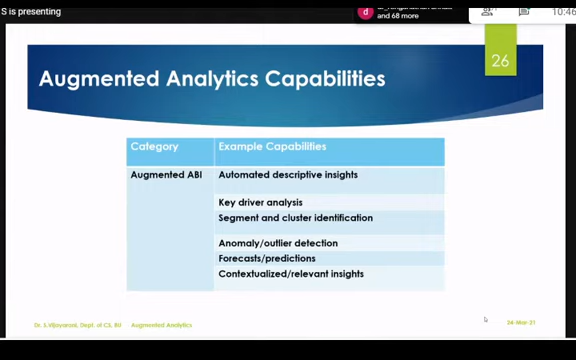 S is presenting
and 68 more
10:46
26
Augmented Analytics Capabilities
Category Example Capabilities
Augmented ABI Automated descriptive insights
Key driver analysis
Segment and cluster identification
Anomaly/outlier detection
Forecasts/predictions
Contextualized/relevant insights
Dr. S.Vijayarani, Dept. of CS, BU Augmented Analytics 24-Mar-21